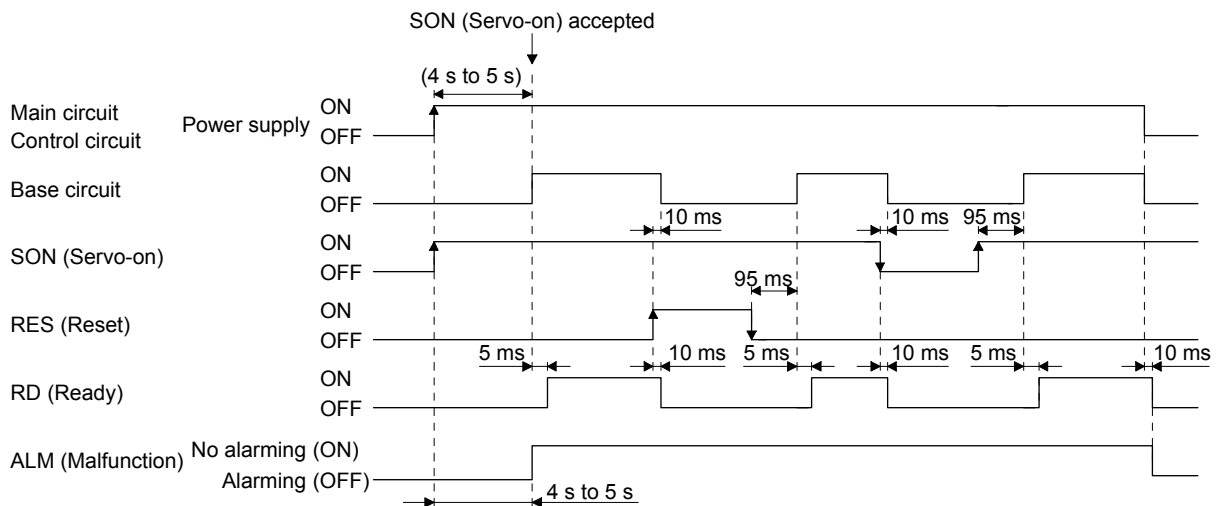 SON (Servo-on) accepted
(4 s to 5 s)
Main circuit
Control circuit
Power supply
ON
OFF
Base circuit
ON
OFF
10 ms
10 ms
95 ms
SON (Servo-on)
ON
OFF
95 ms
RES (Reset)
ON
OFF
5 ms
10 ms
5 ms
10 ms
5 ms
10 ms
RD (Ready)
ON
OFF
ALM (Malfunction)
No alarming (ON)
Alarming (OFF)
4 s to 5 s